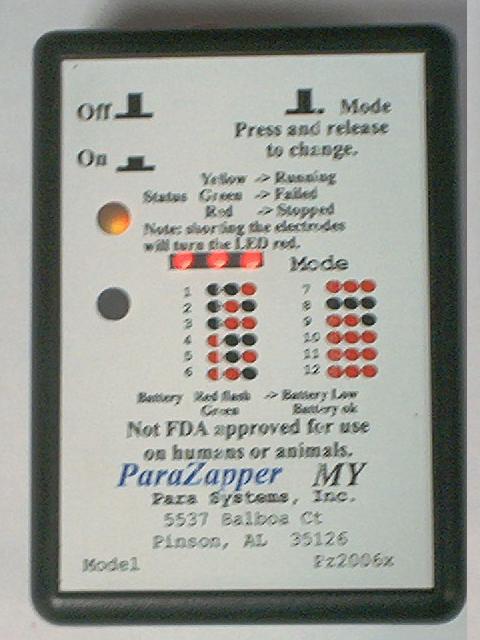 Off
Mode
Press and release
to change.
On
Yellow -> Running
Status Green -> Failed
Red -> Stopped
Note: shorting the electrodes
will turn the LED red.
Mode
1 7
2 8
3 9
4 10
5 11
6 12
Battery Red flash -> Battery Low
Green Battery ok
Not FDA approved for use
on humans or animals.
ParaZapper MY
Para Systems, Inc.
5537 Balboa Ct
Pinson, AL 35126
Model Pz2006x